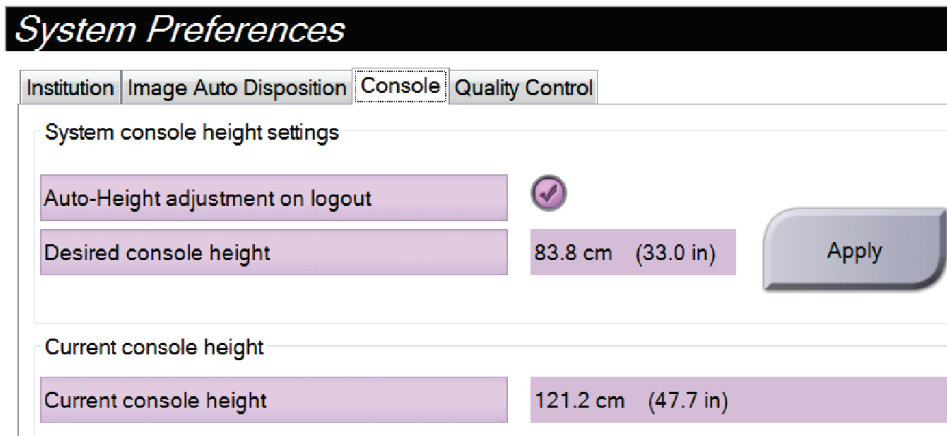 System Preferences
Institution Image Auto Disposition Console Quality Control
System console height settings
Auto-Height adjustment on logout
Desired console height 83.8 cm (33.0 in) Apply
Current console height
Current console height 121.2 cm (47.7 in)